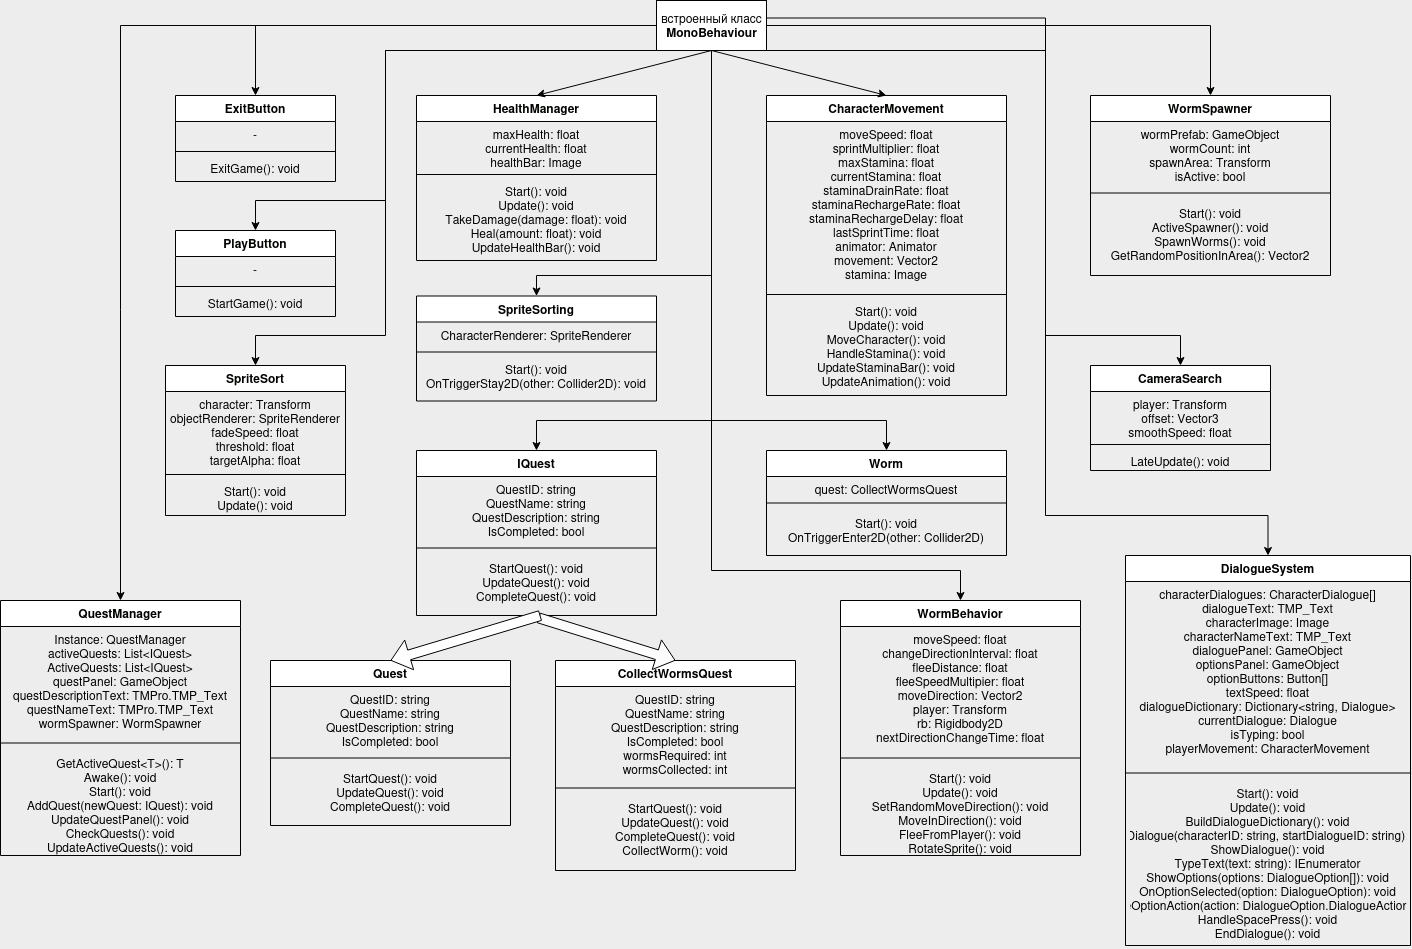 встроенный класс
MonoBehaviour
ExitButton
-
ExitGame(): void
HealthManager
maxHealth: float
currentHealth: float
healthBar: Image
Start(): void
Update(): void
TakeDamage(damage: float): void
Heal(amount: float): void
UpdateHealthBar(): void
CharacterMovement
moveSpeed: float
sprintMultiplier: float
maxStamina: float
currentStamina: float
staminaDrainRate: float
staminaRechargeRate: float
staminaRechargeDelay: float
lastSprintTime: float
animator: Animator
movement: Vector2
stamina: Image
Start(): void
Update(): void
MoveCharacter(): void
HandleStamina(): void
UpdateStaminaBar(): void
UpdateAnimation(): void
WormSpawner
wormPrefab: GameObject
wormCount: int
spawnArea: Transform
isActive: bool
Start(): void
ActiveSpawner(): void
SpawnWorms(): void
GetRandomPositionInArea(): Vector2
PlayButton
-
StartGame(): void
SpriteSorting
CharacterRenderer: SpriteRenderer
Start(): void
OnTriggerStay2D(other: Collider2D): void
SpriteSort
character: Transform
objectRenderer: SpriteRenderer
fadeSpeed: float
threshold: float
targetAlpha: float
Start(): void
Update(): void
CameraSearch
player: Transform
offset: Vector3
smoothSpeed: float
LateUpdate(): void
IQuest
QuestID: string
QuestName: string
QuestDescription: string
IsCompleted: bool
StartQuest(): void
UpdateQuest(): void
CompleteQuest(): void
Worm
quest: CollectWormsQuest
Start(): void
OnTriggerEnter2D(other: Collider2D)
QuestManager
Instance: QuestManager
activeQuests: List<IQuest>
ActiveQuests: List<IQuest>
questPanel: GameObject
questDescriptionText: TMPro.TMP_Text
questNameText: TMPro.TMP_Text
wormSpawner: WormSpawner
GetActiveQuest<T>(): T
Awake(): void
Start(): void
AddQuest(newQuest: IQuest): void
UpdateQuestPanel(): void
CheckQuests(): void
UpdateActiveQuests(): void
Quest
QuestID: string
QuestName: string
QuestDescription: string
IsCompleted: bool
StartQuest(): void
UpdateQuest(): void
CompleteQuest(): void
CollectWormsQuest
QuestID: string
QuestName: string
QuestDescription: string
IsCompleted: bool
wormsRequired: int
wormsCollected: int
StartQuest(): void
UpdateQuest(): void
CompleteQuest(): void
CollectWorm(): void
WormBehavior
moveSpeed: float
changeDirectionInterval: float
fleeDistance: float
fleeSpeedMultipier: float
moveDirection: Vector2
player: Transform
rb: Rigidbody2D
nextDirectionChangeTime: float
Start(): void
Update(): void
SetRandomMoveDirection(): void
MoveInDirection(): void
FleeFromPlayer(): void
RotateSprite(): void
DialogueSystem
characterDialogues: CharacterDialogue[]
dialogueText: TMP_Text
characterImage: Image
characterNameText: TMP_Text
dialoguePanel: GameObject
optionsPanel: GameObject
optionButtons: Button[]
textSpeed: float
dialogueDictionary: Dictionary<string, Dialogue>
currentDialogue: Dialogue
isTyping: bool
playerMovement: CharacterMovement
Start(): void
Update(): void
BuildDialogueDictionary(): void
Dialogue(characterID: string, startDialogueID: string)
ShowDialogue(): void
TypeText(text: string): IEnumerator
ShowOptions(options: DialogueOption[]): void
OnOptionSelected(option: DialogueOption): void
OptionAction(action: DialogueOption.DialogueAction
HandleSpacePress(): void
EndDialogue(): void